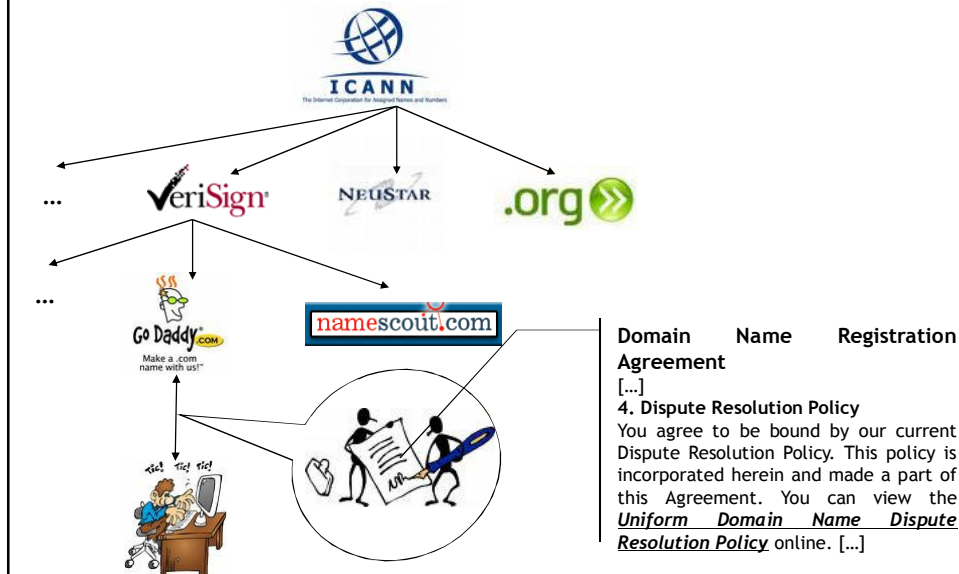 ICANN
The Internet Corporation for Assigned Names and Numbers
...
VeriSign
NEUSTAR
.org
...
Go Daddy.COM
Make a .com
name with us!™
namescout.com
Domain Name Registration
Agreement
[…]
4. Dispute Resolution Policy
You agree to be bound by our current
Dispute Resolution Policy. This policy is
incorporated herein and made a part of
this Agreement. You can view the
Uniform Domain Name Dispute
Resolution Policy online. […]
Tic! Tic! Tic!